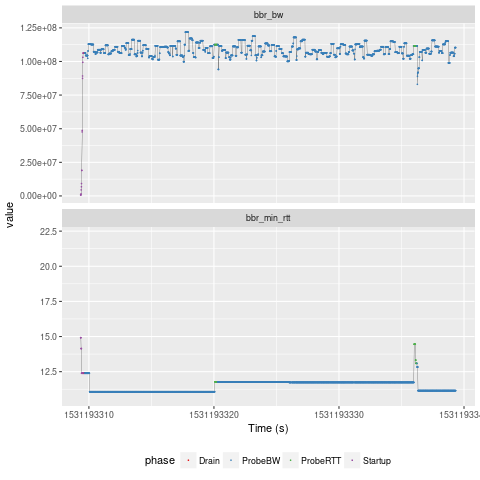 bbr_bw
1.25e+08
1.00e+08
7.50e+07
5.00e+07
2.50e+07
0.00e+00
value
bbr_min_rtt
22.5
20.0
17.5
15.0
12.5
1531193310 1531193320 1531193330 153119334
Time (s)
phase Drain ProbeBW ProbeRTT Startup